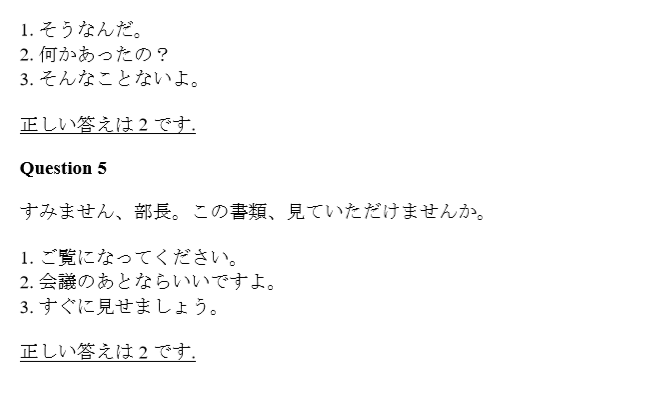 1. そうなんだ。
2. 何かあったの？
3. そんなことないよ。
正しい答えは 2 です.
Question 5
すみません、部長。この書類、見ていただけませんか。
1. ご覧になってください。
2. 会議のあとならいいですよ。
3. すぐに見せましょう。
正しい答えは 2 です.